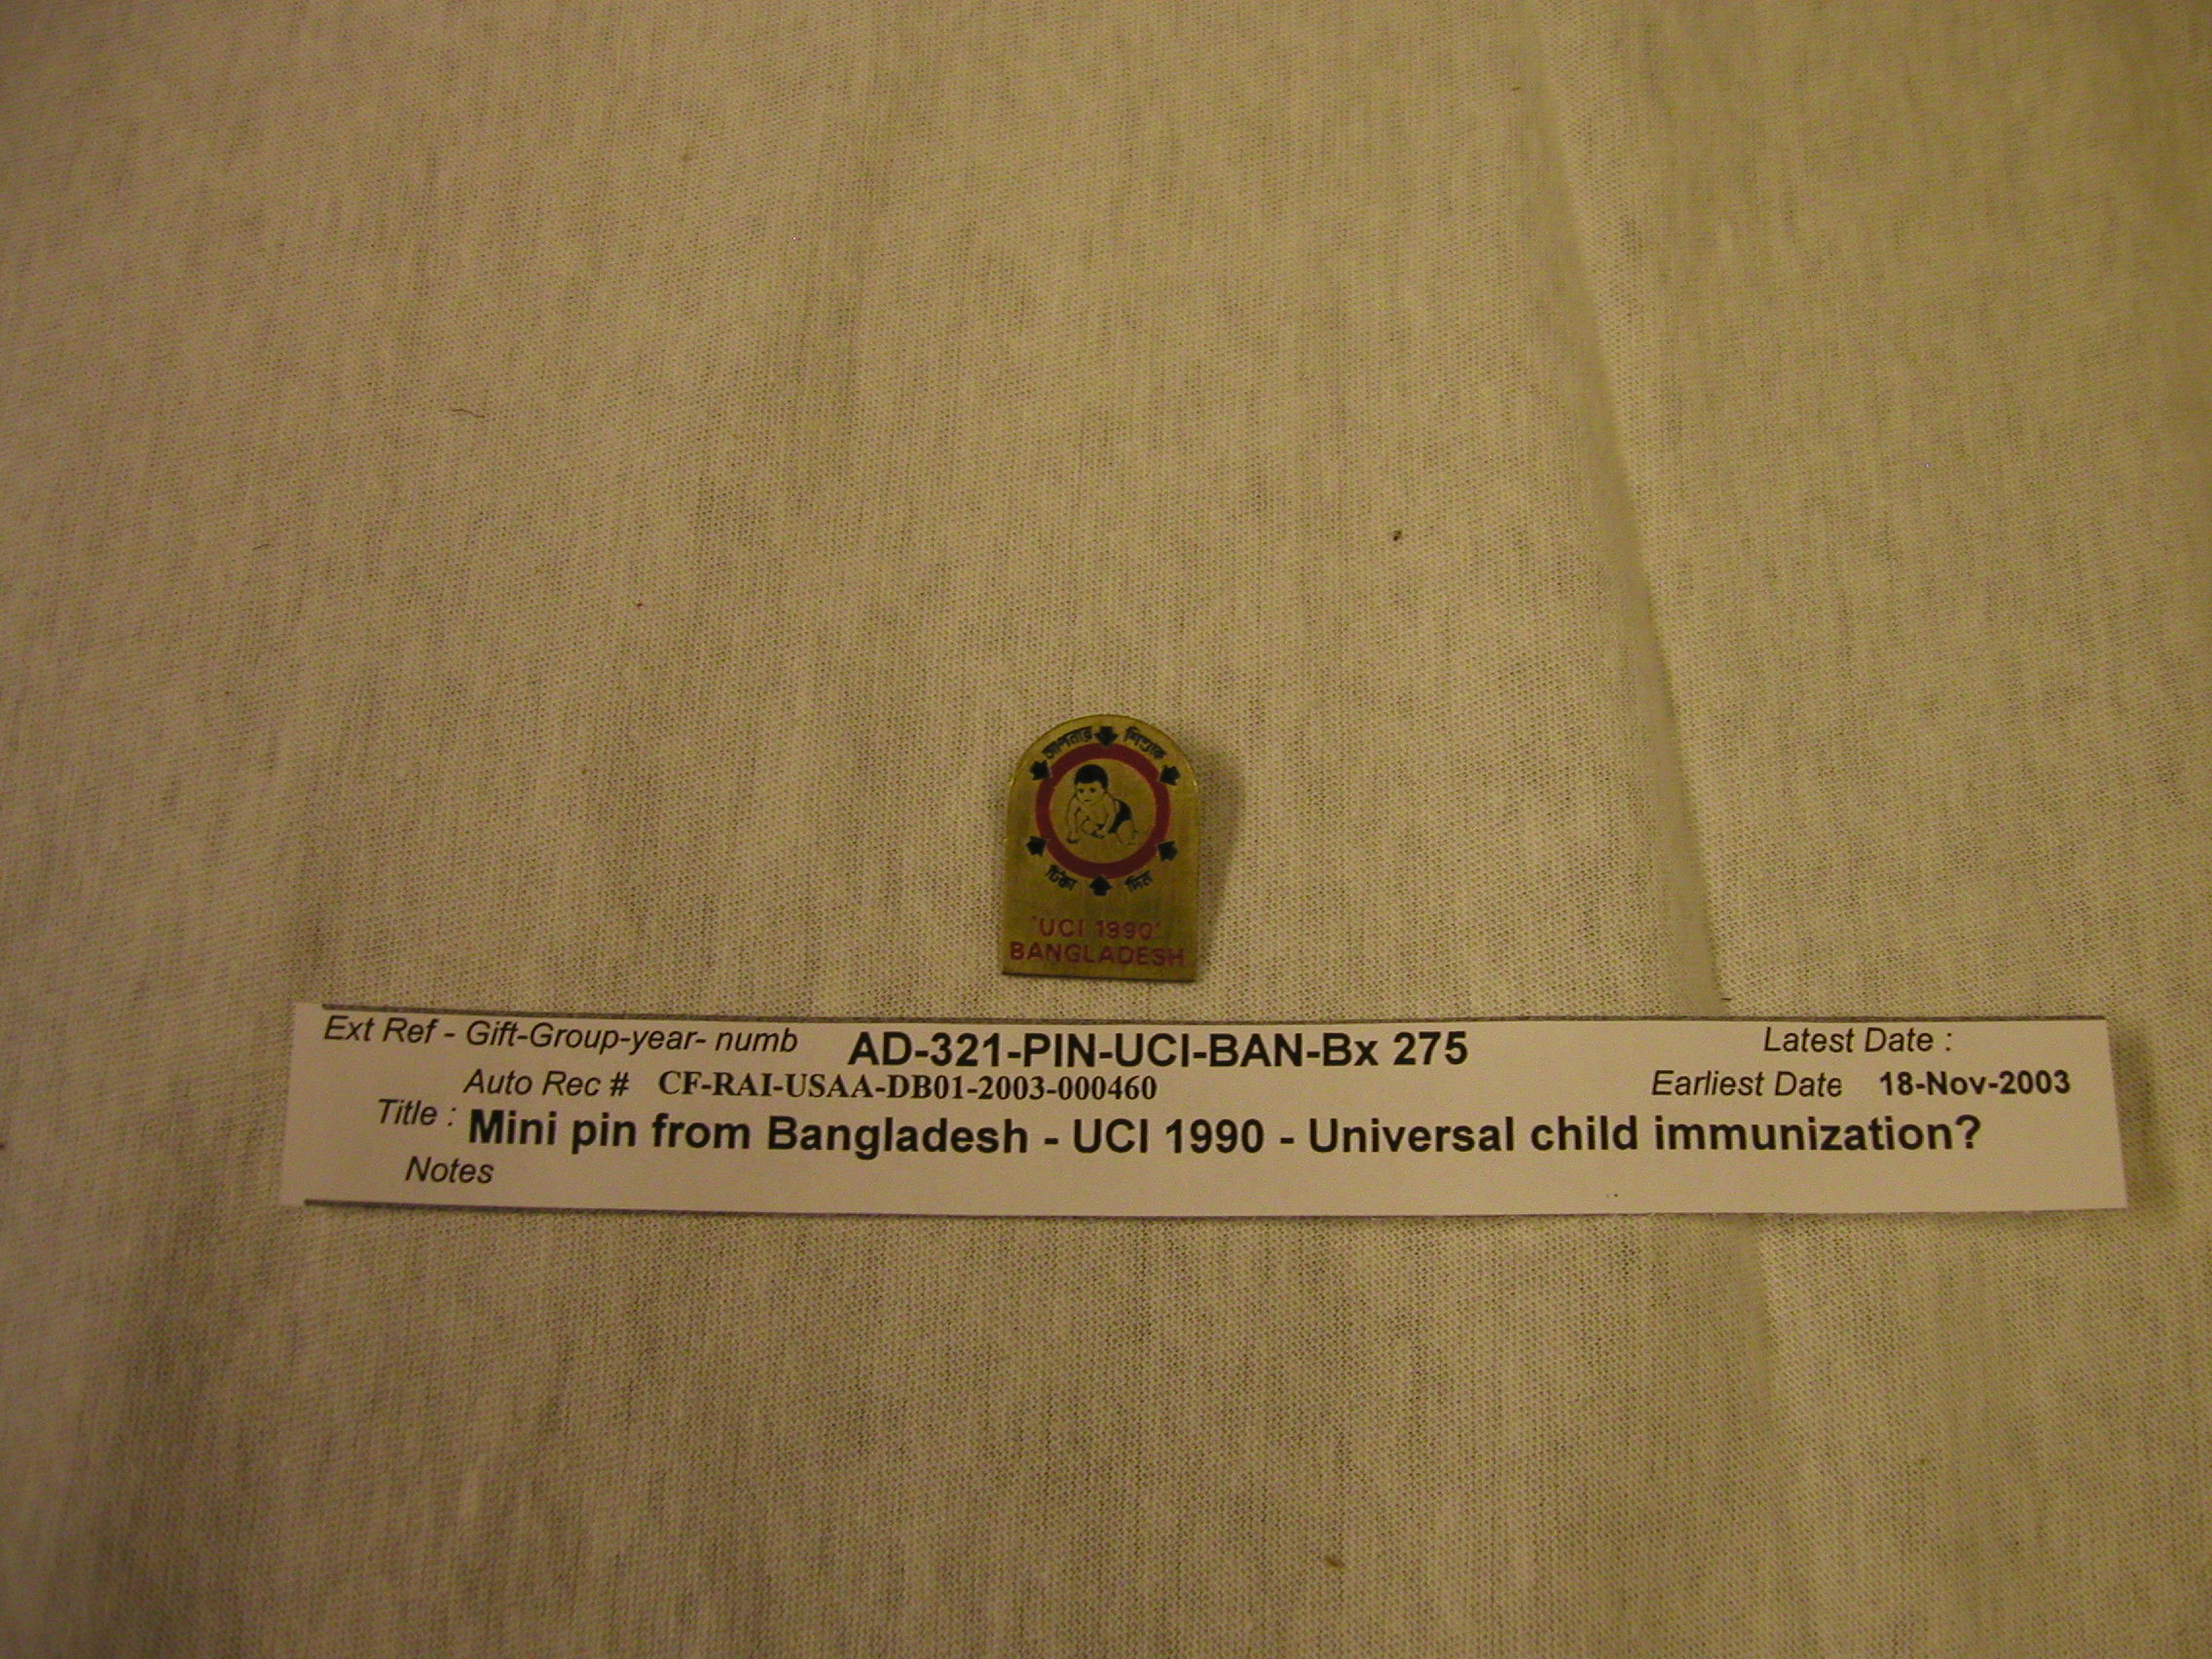 আপনার শিশুকে
টিকা দিন
'UCI 1990'
BANGLADESH
Ext Ref - Gift-Group-year- numb AD-321-PIN-UCI-BAN-Bx 275 Latest Date :
Auto Rec # CF-RAI-USAA-DB01-2003-000460 Earliest Date 18-Nov-2003
Title : Mini pin from Bangladesh - UCI 1990 - Universal child immunization?
Notes